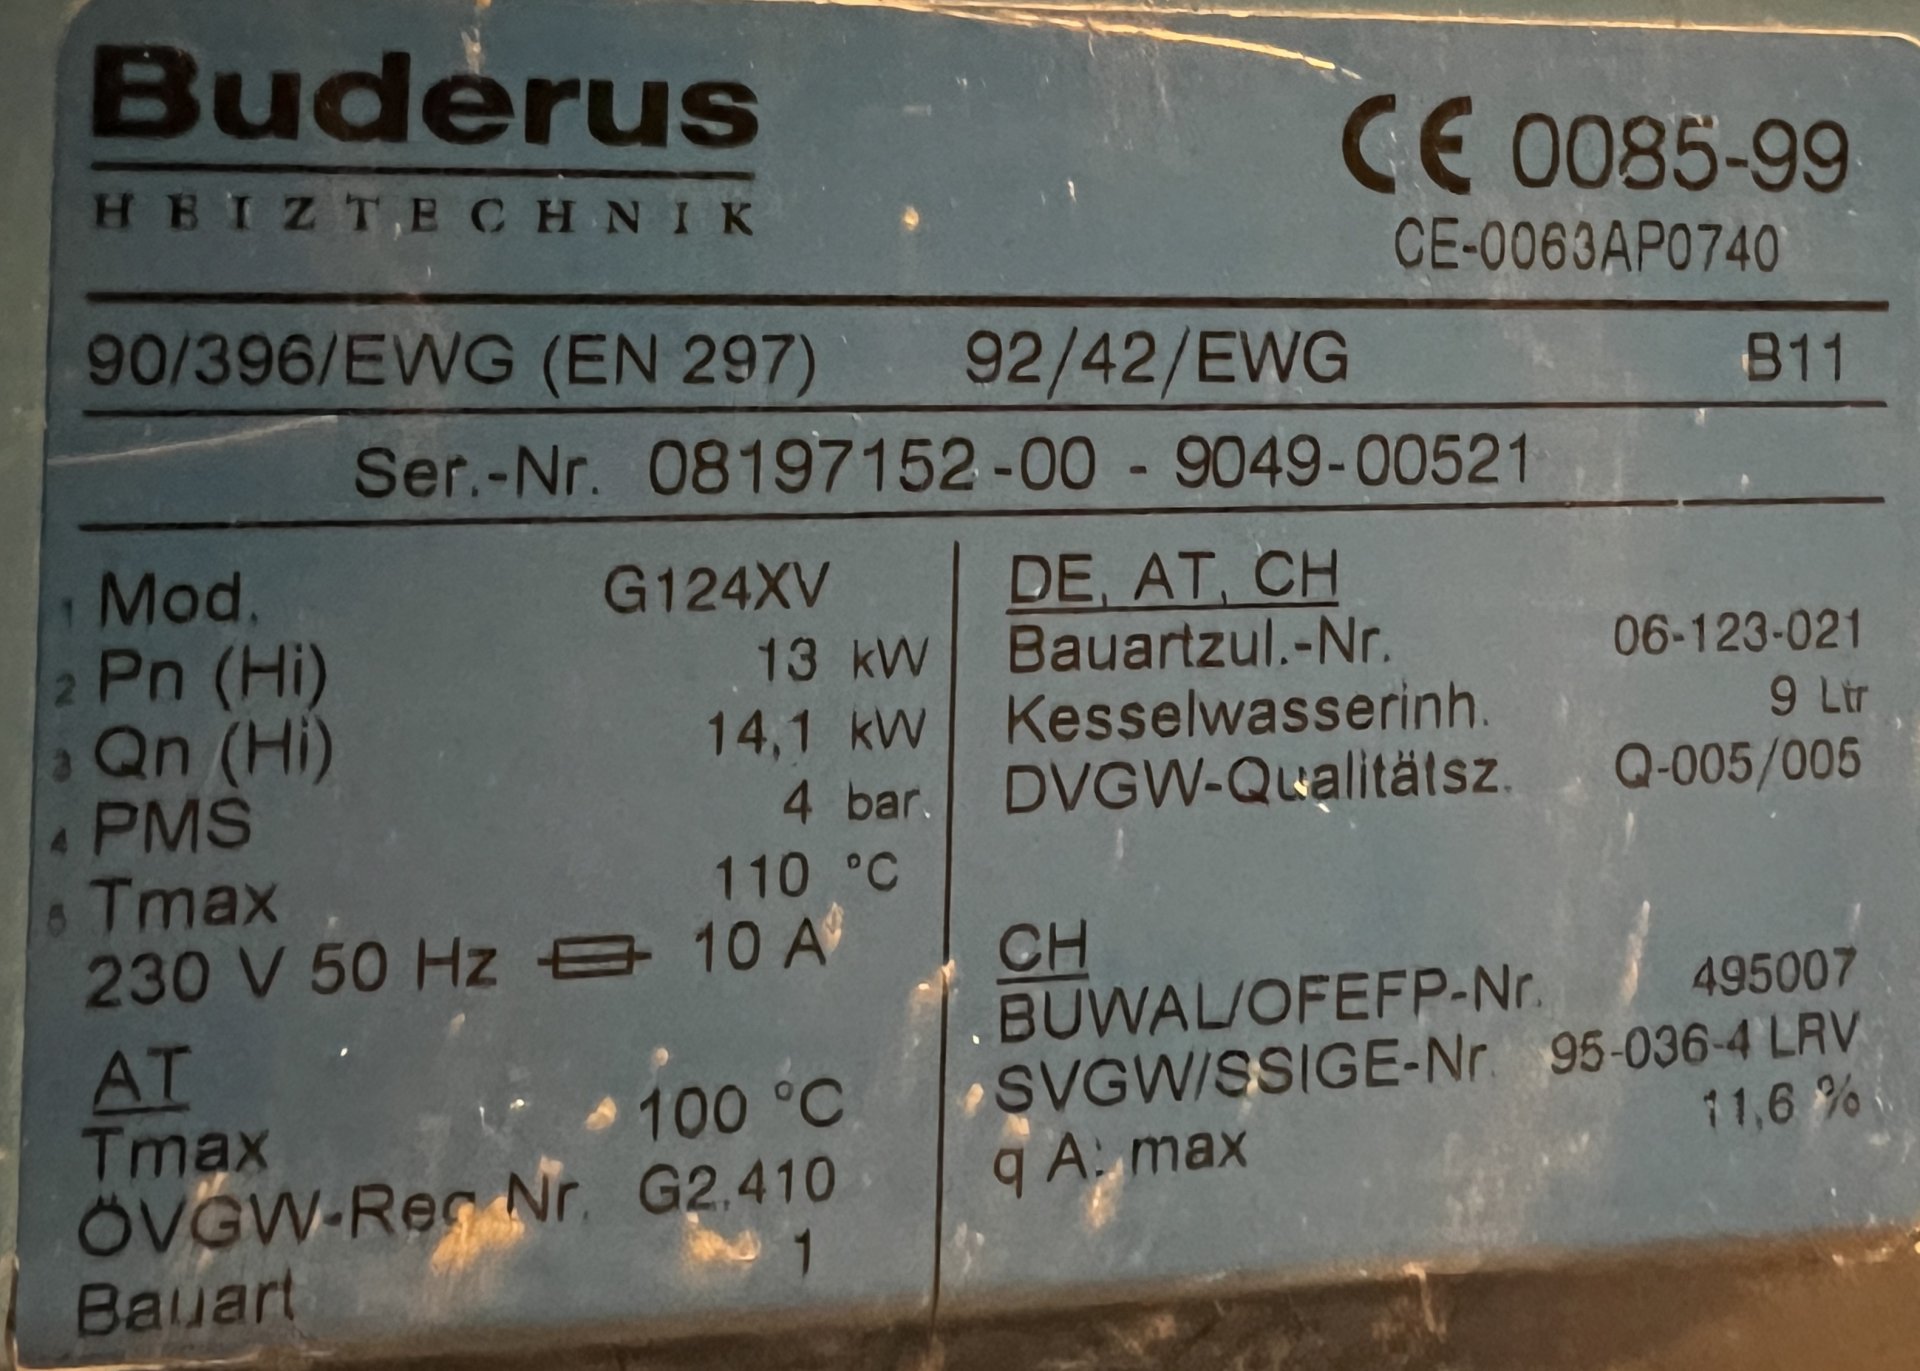 Buderus
HEIZTECHNIK
CE 0085-99
CE-0063AP0740
90/396/EWG (EN 297) 92/42/EWG B11
Ser.-Nr. 08197152-00 - 9049-00521
1 Mod. G124XV
2 Pn (Hi) 13 kW
3 Qn (Hi) 14,1 kW
4 PMS 4 bar
5 Tmax 110 °C
230 V 50 Hz 10 A
AT
Tmax 100 °C
ÖVGW-Reg Nr. G2.410
Bauart 1
DE, AT, CH
Bauartzul.-Nr. 06-123-021
Kesselwasserinh. 9 Ltr
DVGW-Qualitätsz. Q-005/005
CH
BUWAL/OFEFP-Nr. 495007
SVGW/SSIGE-Nr. 95-036-4 LRV
q A: max 11,6 %